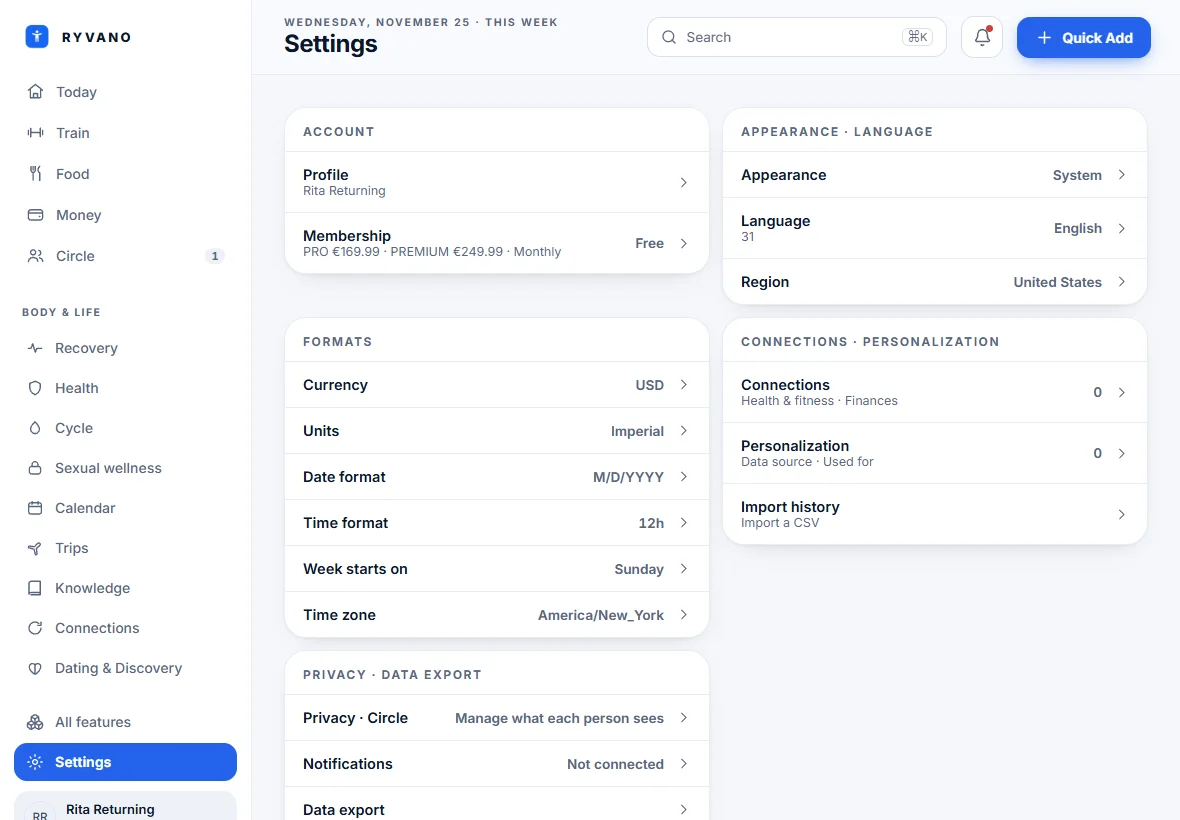 RYVANO
Today
Train
Food
Money
Circle 1
BODY & LIFE
Recovery
Health
Cycle
Sexual wellness
Calendar
Trips
Knowledge
Connections
Dating & Discovery
All features
Settings
RR Rita Returning
WEDNESDAY, NOVEMBER 25 · THIS WEEK
Settings
Search ⌘K
Quick Add
ACCOUNT
Profile
Rita Returning
Membership
PRO €169.99 · PREMIUM €249.99 · Monthly
Free
APPEARANCE · LANGUAGE
Appearance System
Language
31
English
Region United States
FORMATS
Currency USD
Units Imperial
Date format M/D/YYYY
Time format 12h
Week starts on Sunday
Time zone America/New_York
CONNECTIONS · PERSONALIZATION
Connections
Health & fitness · Finances
0
Personalization
Data source · Used for
0
Import history
Import a CSV
PRIVACY · DATA EXPORT
Privacy · Circle Manage what each person sees
Notifications Not connected
Data export